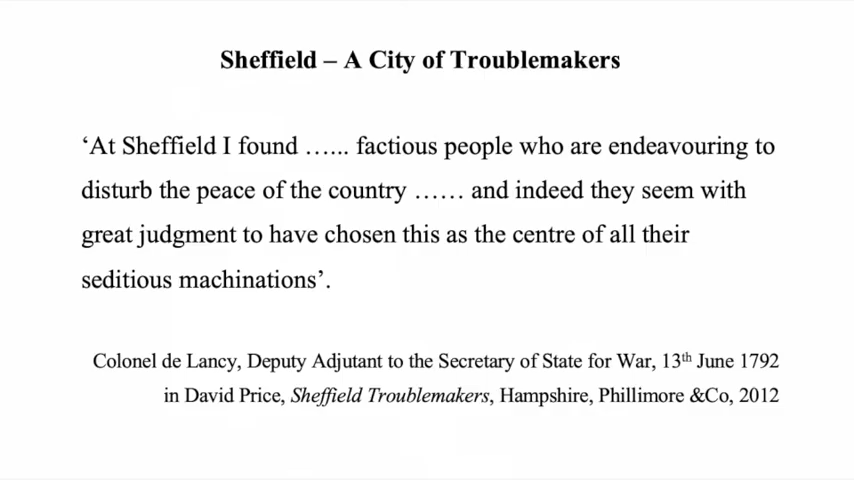 Sheffield – A City of Troublemakers
‘At Sheffield I found …... factious people who are endeavouring to
disturb the peace of the country …… and indeed they seem with
great judgment to have chosen this as the centre of all their
seditious machinations’.
Colonel de Lancy, Deputy Adjutant to the Secretary of State for War, 13th June 1792
in David Price, Sheffield Troublemakers, Hampshire, Phillimore &Co, 2012